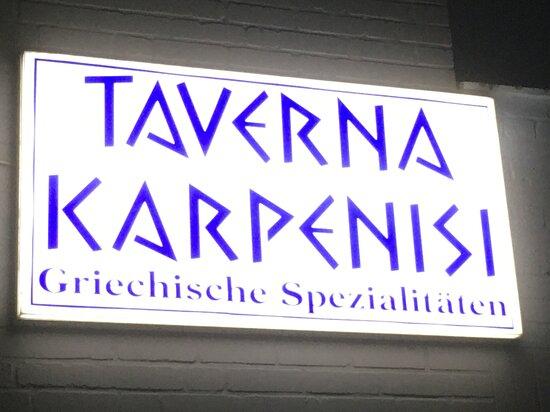 TAVERNA
KARPENISI
Griechische Spezialitäten